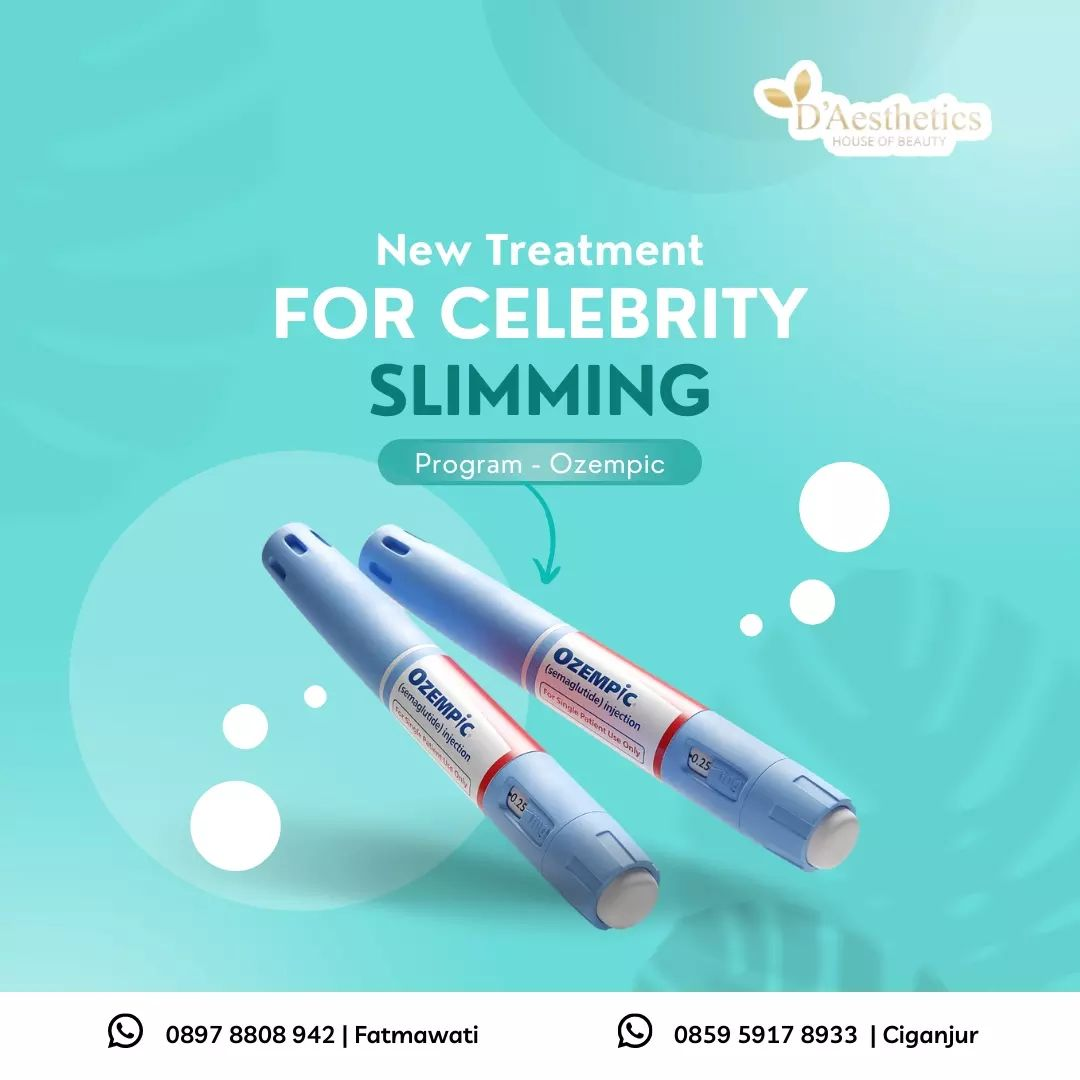 D'Aesthetics
HOUSE OF BEAUTY
New Treatment
FOR CELEBRITY
SLIMMING
Program - Ozempic
OZEMPIC
(semaglutide) injection
For Single Patient Use Only
0.25 mg
OZEMPIC
(semaglutide) injection
For Single Patient Use Only
0.25 mg
0897 8808 942 | Fatmawati
0859 5917 8933 | Ciganjur